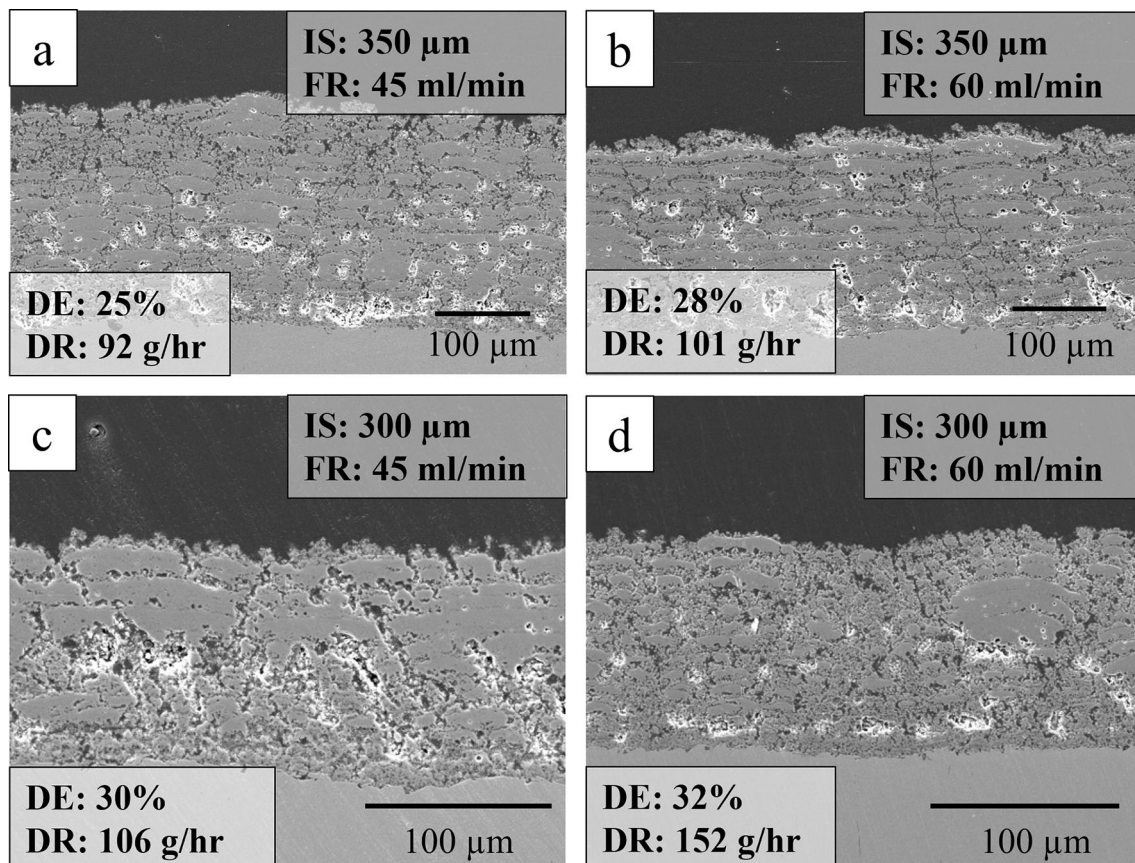 a
IS: 350 µm
FR: 45 ml/min
DE: 25%
DR: 92 g/hr
100 µm
b
IS: 350 µm
FR: 60 ml/min
DE: 28%
DR: 101 g/hr
100 µm
c
IS: 300 µm
FR: 45 ml/min
DE: 30%
DR: 106 g/hr
100 µm
d
IS: 300 µm
FR: 60 ml/min
DE: 32%
DR: 152 g/hr
100 µm